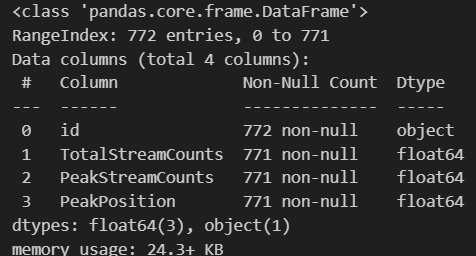 <class 'pandas.core.frame.DataFrame'>
RangeIndex: 772 entries, 0 to 771
Data columns (total 4 columns):
 #   Column             Non-Null Count  Dtype
---  ------             --------------  -----
 0   id                 772 non-null    object
 1   TotalStreamCounts  771 non-null    float64
 2   PeakStreamCounts   771 non-null    float64
 3   PeakPosition       771 non-null    float64
dtypes: float64(3), object(1)
memory usage: 24.3+ KB